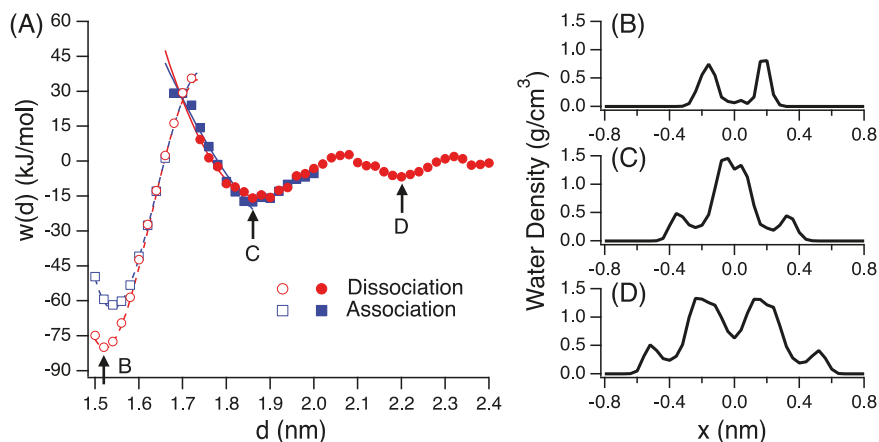 (A)
60
45
30
15
0
-15
-30
-45
-60
-75
-90
w(d) (kJ/mol)
B
C
D
Dissociation
Association
1.5 1.6 1.7 1.8 1.9 2.0 2.1 2.2 2.3 2.4
d (nm)
Water Density (g/cm³)
(B)
1.5
1.0
0.5
0.0
-0.8 -0.4 0.0 0.4 0.8
(C)
1.5
1.0
0.5
0.0
-0.8 -0.4 0.0 0.4 0.8
(D)
1.5
1.0
0.5
0.0
-0.8 -0.4 0.0 0.4 0.8
x (nm)